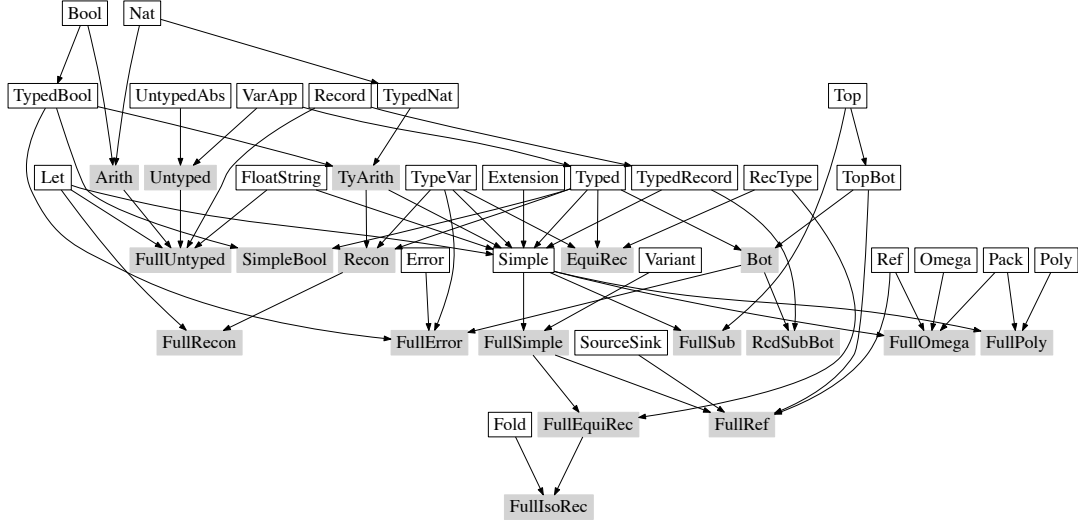 Bool
Nat
TypedBool
UntypedAbs
VarApp
Record
TypedNat
Top
Let
Arith
Untyped
FloatString
TyArith
TypeVar
Extension
Typed
TypedRecord
RecType
TopBot
FullUntyped
SimpleBool
Recon
Error
Simple
EquiRec
Variant
Bot
Ref
Omega
Pack
Poly
FullRecon
FullError
FullSimple
SourceSink
FullSub
RcdSubBot
FullOmega
FullPoly
Fold
FullEquiRec
FullRef
FullIsoRec